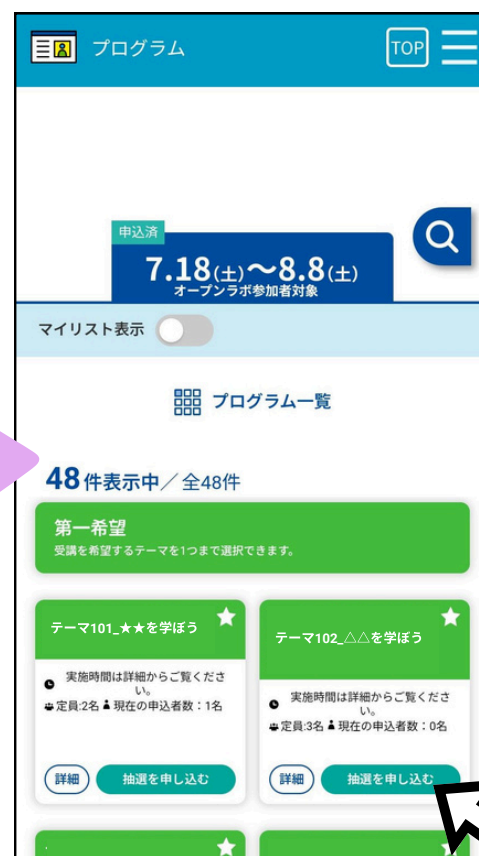 プログラム
TOP
申込済
7.18(土)〜8.8(土)
オープンラボ参加者対象
マイリスト表示
プログラム一覧
48件表示中／全48件
第一希望
受講を希望するテーマを1つまで選択できます。
テーマ101_★★を学ぼう
実施時間は詳細からご覧くださ
い。
定員:2名 現在の申込者数：1名
詳細
抽選を申し込む
テーマ102_△△を学ぼう
実施時間は詳細からご覧くださ
い。
定員:3名 現在の申込者数：0名
詳細
抽選を申し込む